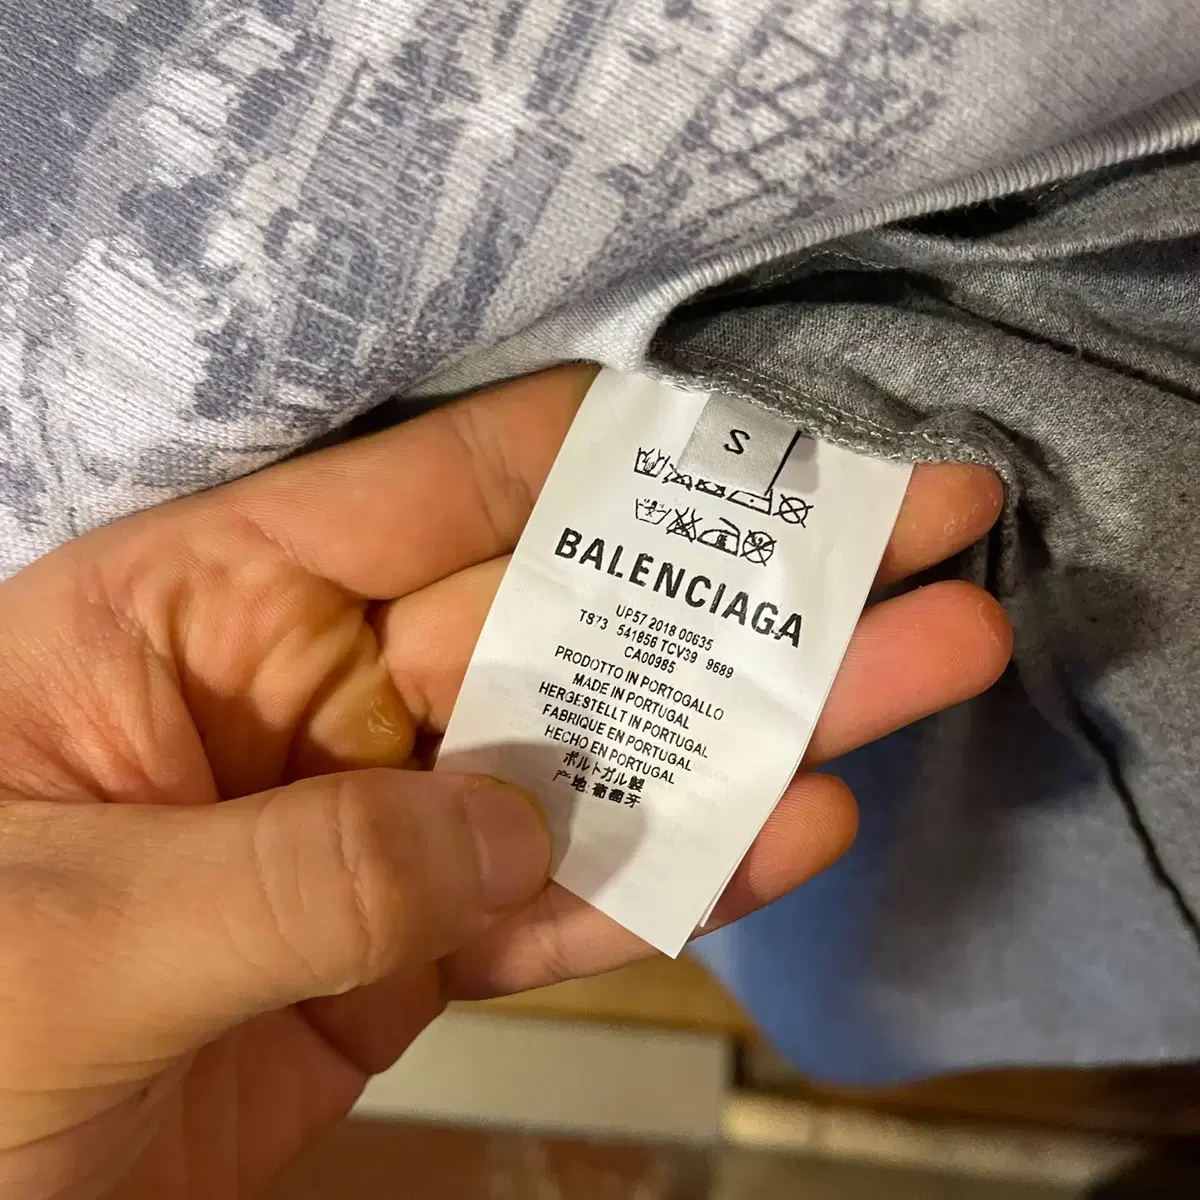 S
BALENCIAGA
UP57 2018 00635
TS73 541856 TCV39 9689
CA00985
PRODOTTO IN PORTOGALLO
MADE IN PORTUGAL
HERGESTELLT IN PORTUGAL
FABRIQUE EN PORTUGAL
HECHO EN PORTUGAL
ポルトガル製
产地:葡萄牙